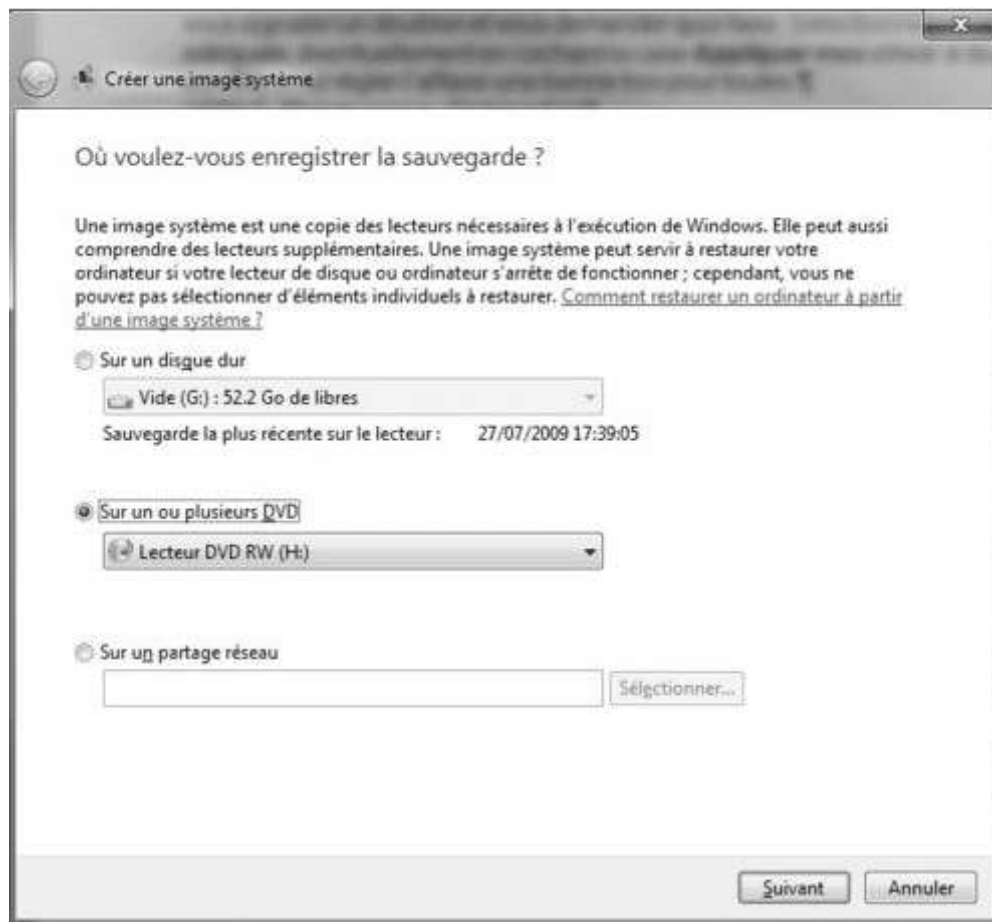 Créer une image système
Où voulez-vous enregistrer la sauvegarde ?
Une image système est une copie des lecteurs nécessaires à l'exécution de Windows. Elle peut aussi
comprendre des lecteurs supplémentaires. Une image système peut servir à restaurer votre
ordinateur si votre lecteur de disque ou ordinateur s'arrête de fonctionner ; cependant, vous ne
pouvez pas sélectionner d'éléments individuels à restaurer. Comment restaurer un ordinateur à partir
d'une image système ?
Sur un disque dur
Vide (G:) : 52.2 Go de libres
Sauvegarde la plus récente sur le lecteur : 27/07/2009 17:39:05
Sur un ou plusieurs DVD
Lecteur DVD RW (H:)
Sur un partage réseau
Sélectionner...
Suivant Annuler